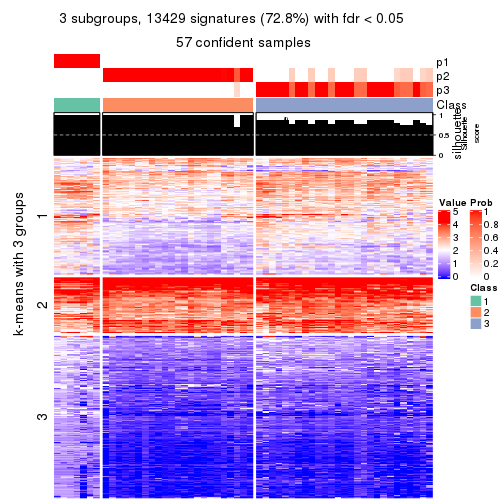 3 subgroups, 13429 signatures (72.8%) with fdr < 0.05
57 confident samples
p1
p2
p3
Class
1
0.5
0
silhouette
Silhouette
score
k-means with 3 groups
1
2
3
Value
5
4
3
2
1
0
Prob
1
0.8
0.6
0.4
0.2
0
Class
1
2
3